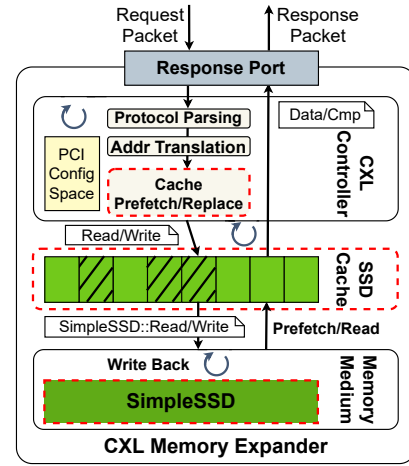 Request
Packet
Response
Packet
Response Port
Protocol Parsing
Data/Cmp
Addr Translation
PCI
Config
Space
Cache
Prefetch/Replace
CXL
Controller
Read/Write
SSD
Cache
SimpleSSD::Read/Write
Prefetch/Read
Write Back
SimpleSSD
Memory
Medium
CXL Memory Expander